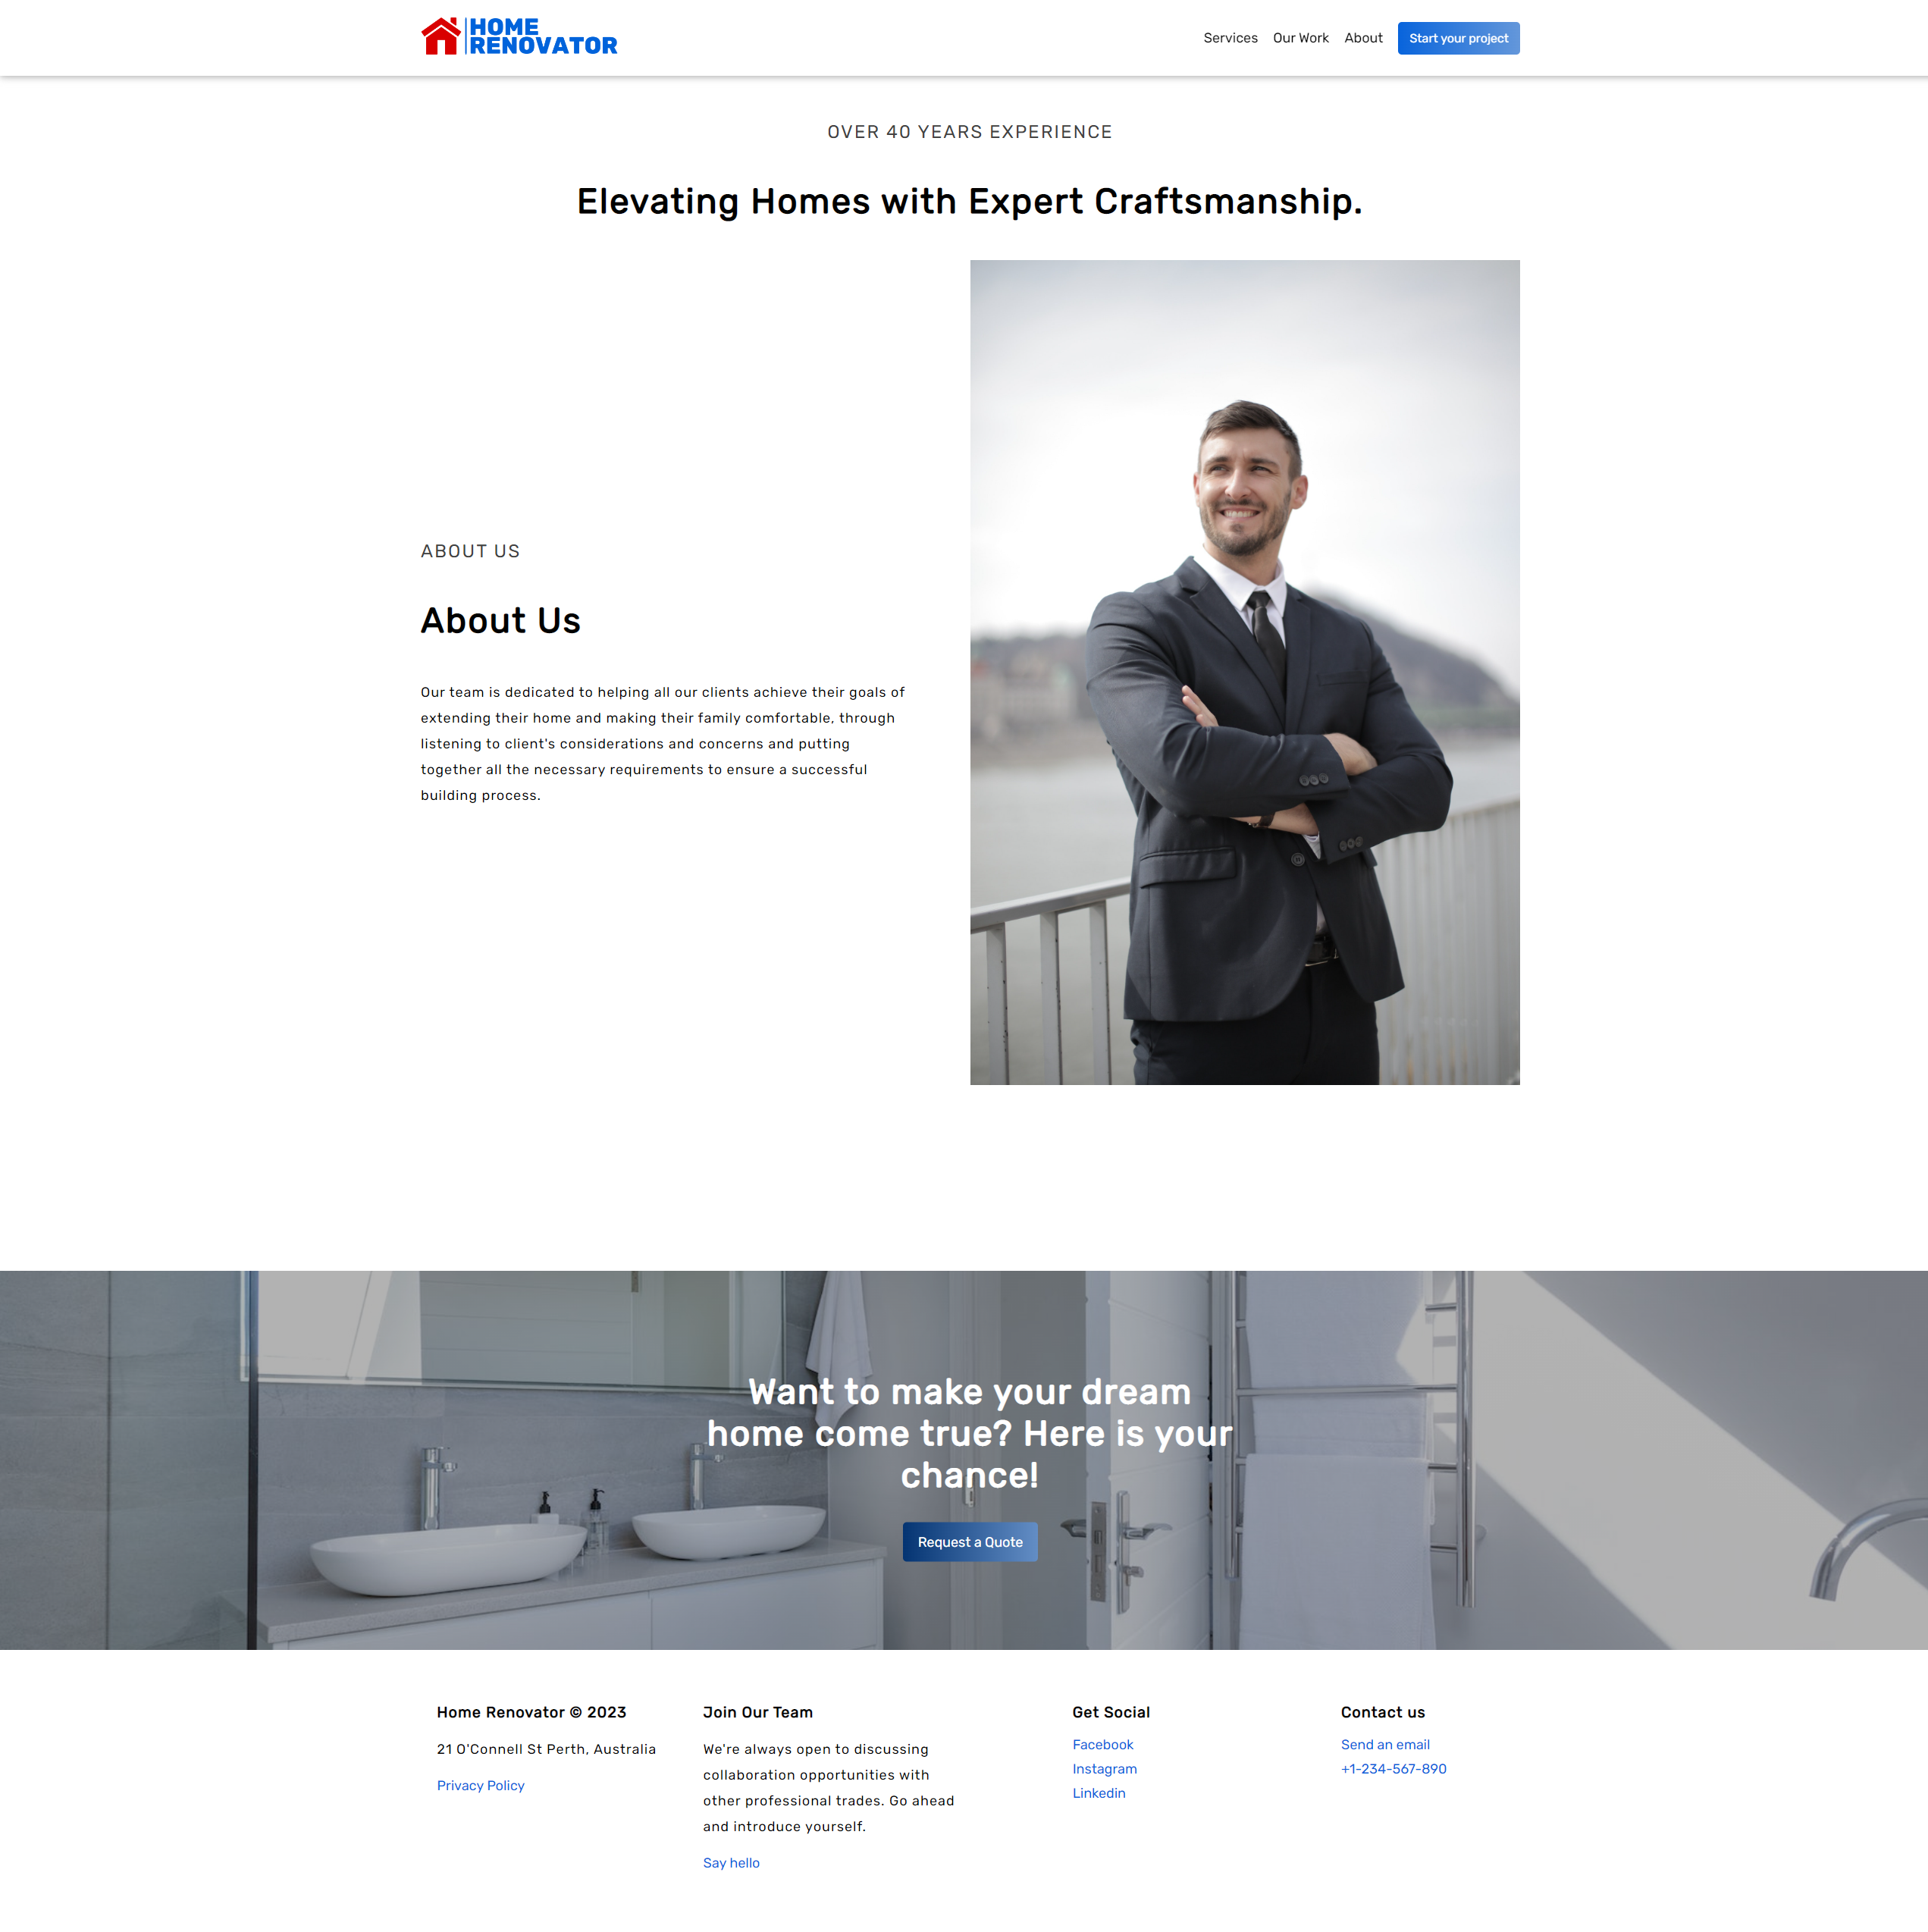 HOME
RENOVATOR
Services
Our Work
About
Start your project
OVER 40 YEARS EXPERIENCE
Elevating Homes with Expert Craftsmanship.
ABOUT US
About Us
Our team is dedicated to helping all our clients achieve their goals of
extending their home and making their family comfortable, through
listening to client's considerations and concerns and putting
together all the necessary requirements to ensure a successful
building process.
Want to make your dream
home come true? Here is your
chance!
Request a Quote
Home Renovator © 2023
21 O'Connell St Perth, Australia
Privacy Policy
Join Our Team
We're always open to discussing
collaboration opportunities with
other professional trades. Go ahead
and introduce yourself.
Say hello
Get Social
Facebook
Instagram
Linkedin
Contact us
Send an email
+1-234-567-890